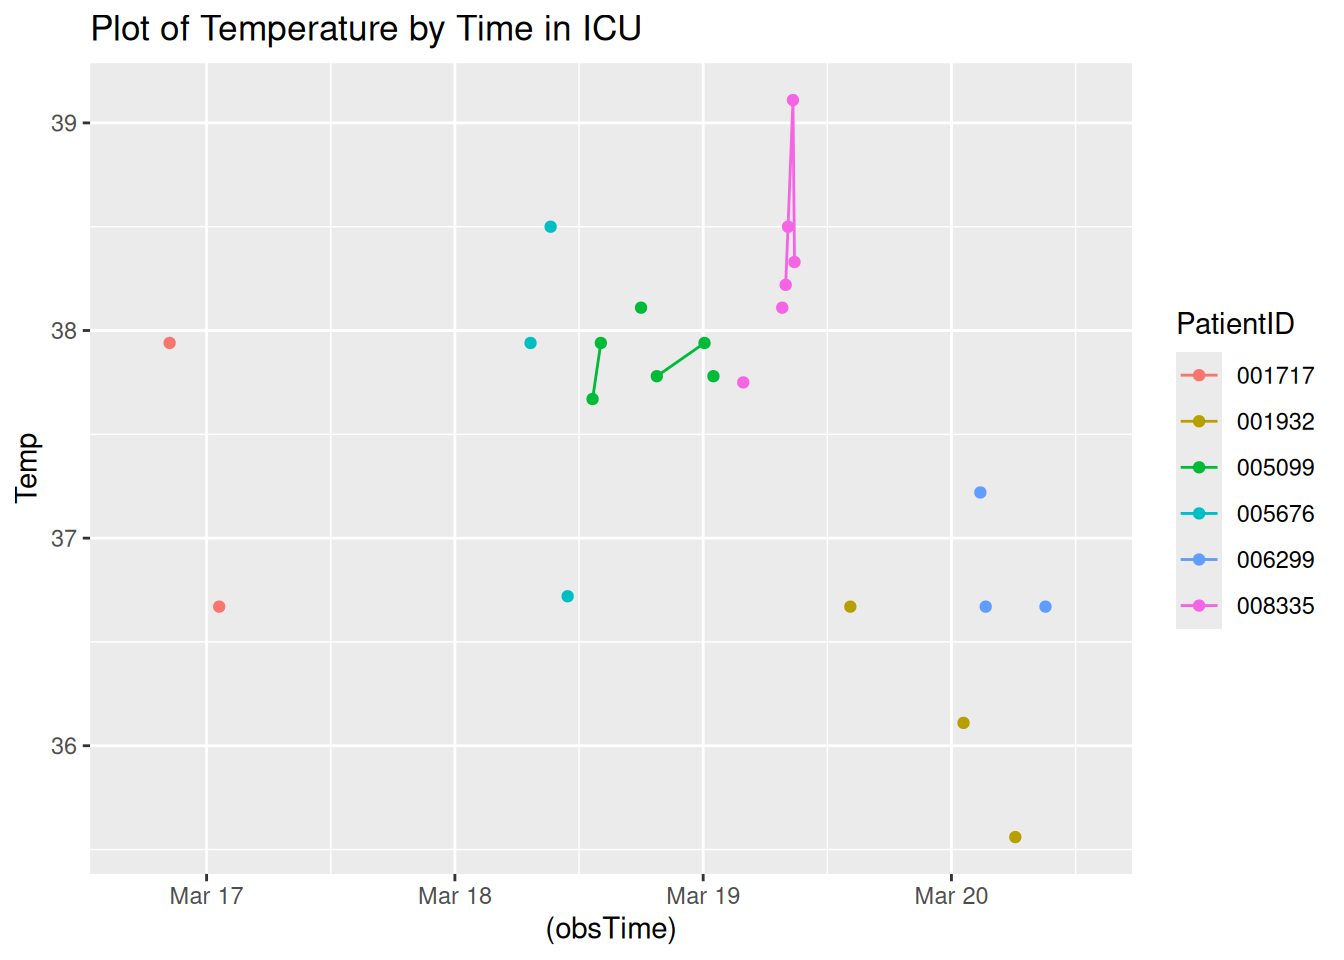 Plot of Temperature by Time in ICU
39
38
37
36
Temp
Mar 17
Mar 18
Mar 19
Mar 20
(obsTime)
PatientID
001717
001932
005099
005676
006299
008335